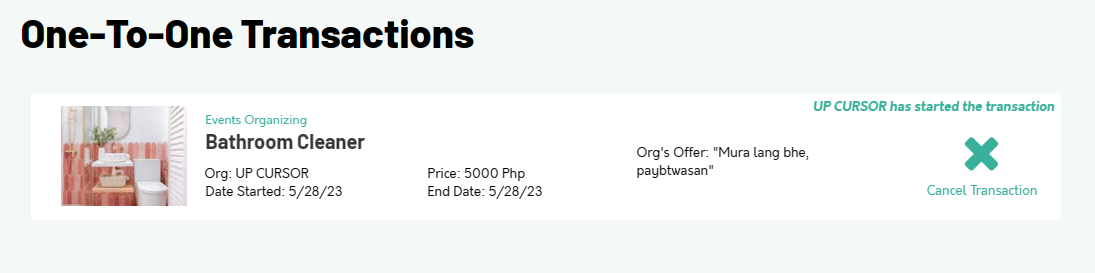 One-To-One Transactions
UP CURSOR has started the transaction
Events Organizing
Bathroom Cleaner
Org: UP CURSOR
Date Started: 5/28/23
Price: 5000 Php
End Date: 5/28/23
Org's Offer: "Mura lang bhe,
paybtwasan"
Cancel Transaction